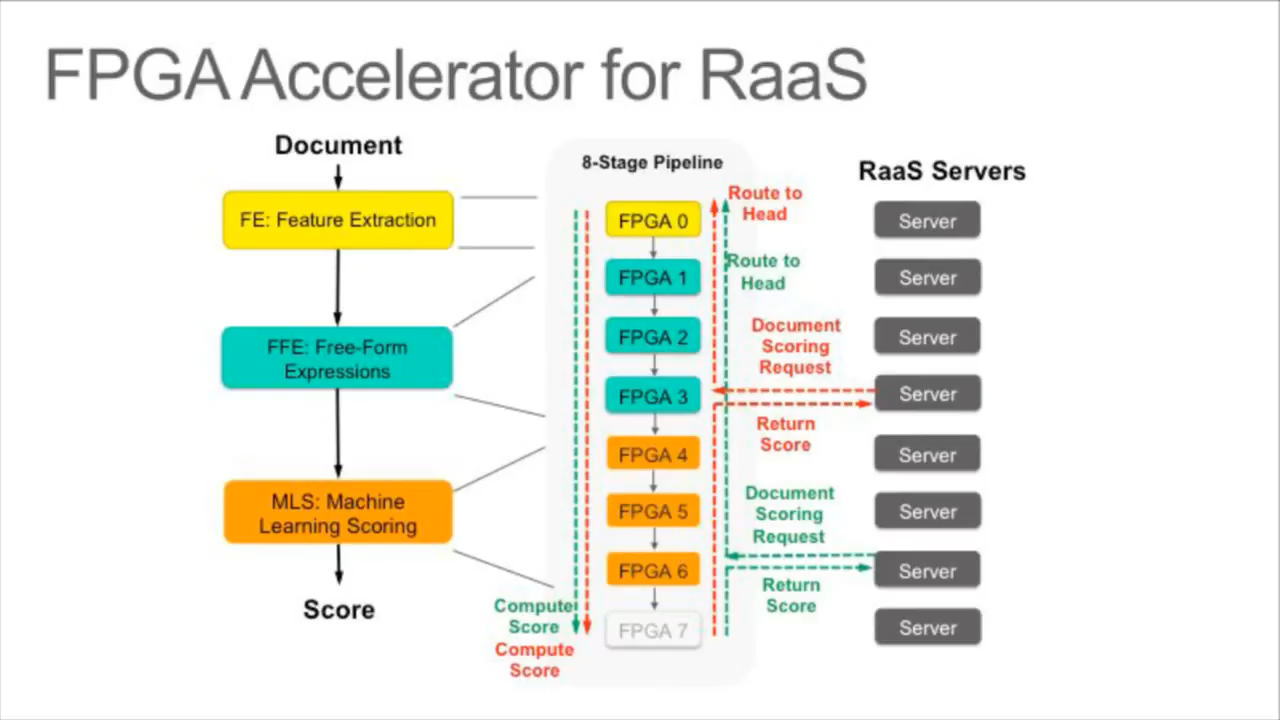 FPGA Accelerator for RaaS
Document
FE: Feature Extraction
FFE: Free-Form
Expressions
MLS: Machine
Learning Scoring
Score
8-Stage Pipeline
FPGA 0
FPGA 1
FPGA 2
FPGA 3
FPGA 4
FPGA 5
FPGA 6
FPGA 7
Compute
Score
Compute
Score
Route to
Head
Route to
Head
Document
Scoring
Request
Return
Score
Document
Scoring
Request
Return
Score
RaaS Servers
Server
Server
Server
Server
Server
Server
Server
Server